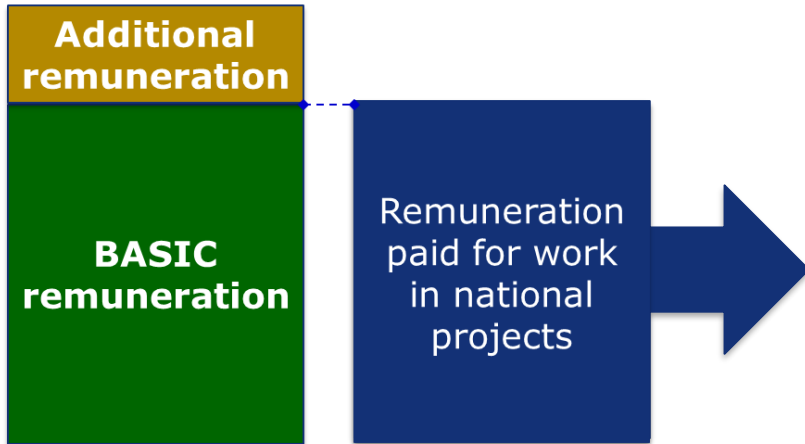 Additional
remuneration
BASIC
remuneration
Remuneration
paid for work
in national
projects